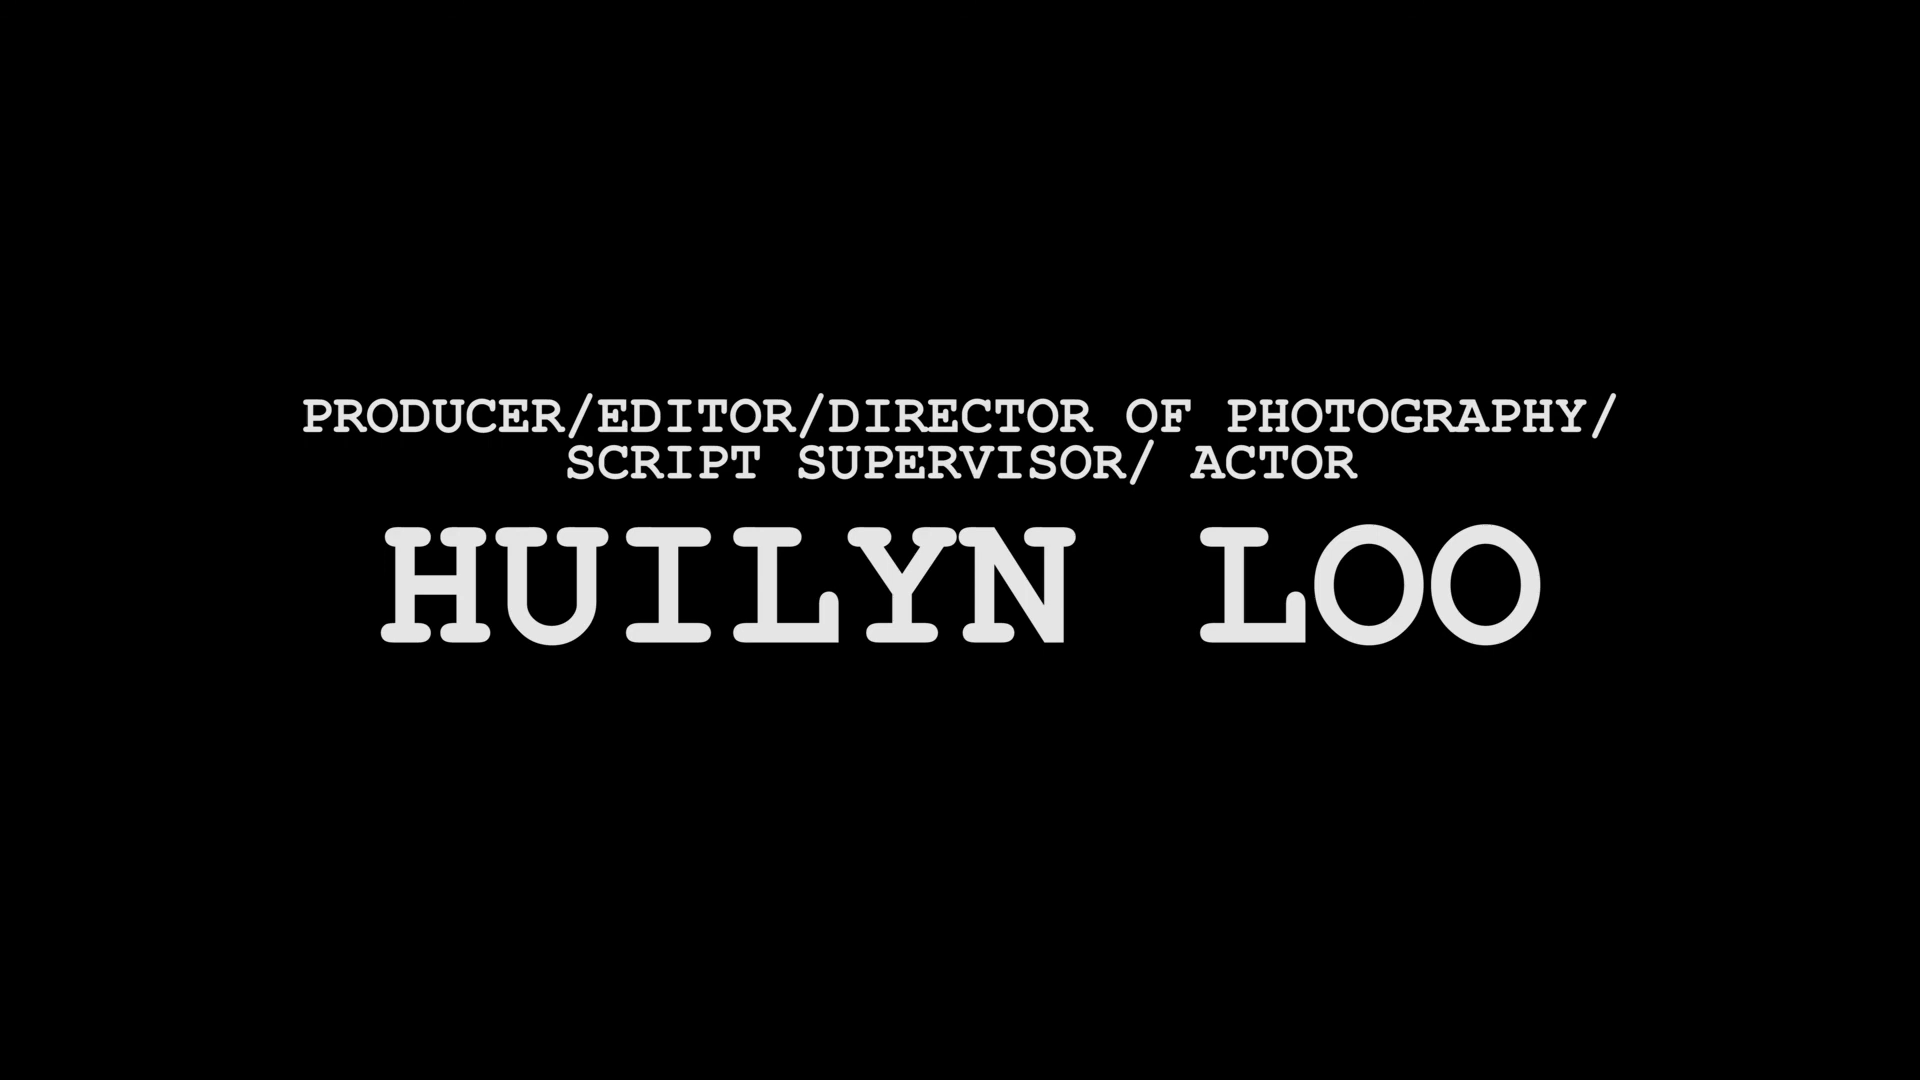 PRODUCER/EDITOR/DIRECTOR OF PHOTOGRAPHY/
SCRIPT SUPERVISOR/ ACTOR
HUILYN LOO